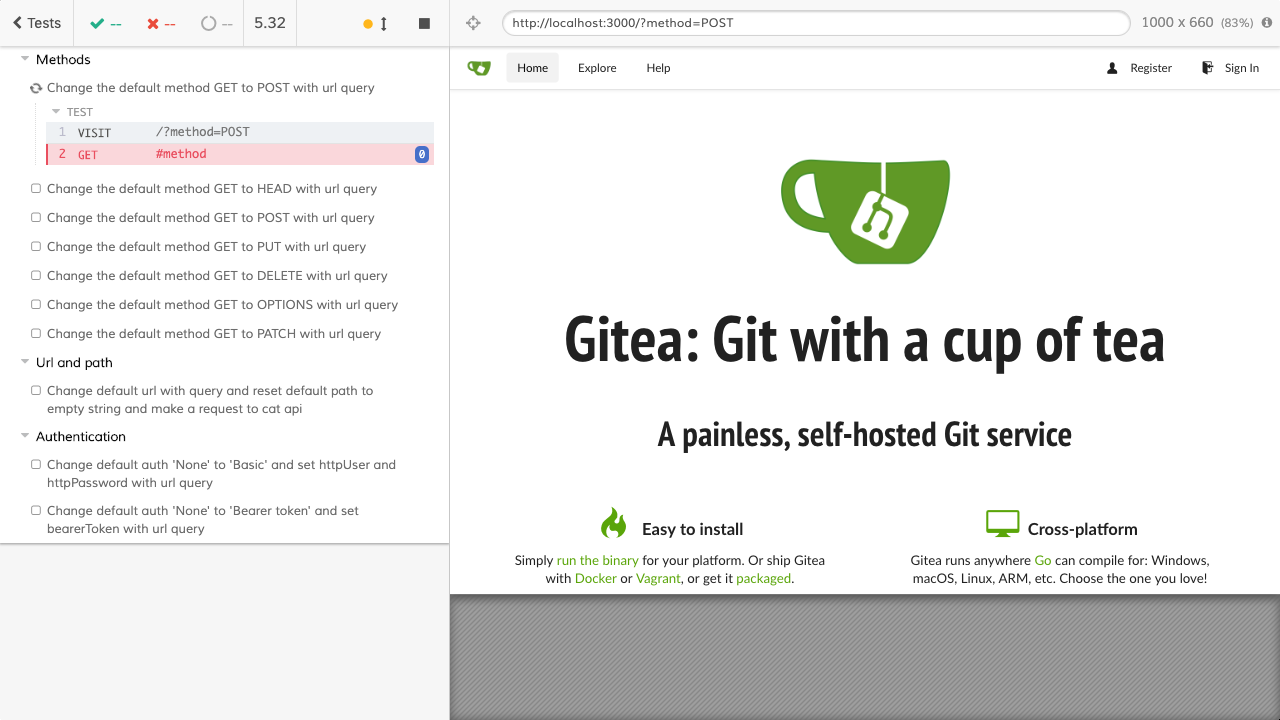 Tests
--
--
--
5.32
http://localhost:3000/?method=POST
1000 x 660 (83%)
Methods
Change the default method GET to POST with url query
TEST
1 VISIT /?method=POST
2 GET #method 0
Change the default method GET to HEAD with url query
Change the default method GET to POST with url query
Change the default method GET to PUT with url query
Change the default method GET to DELETE with url query
Change the default method GET to OPTIONS with url query
Change the default method GET to PATCH with url query
Url and path
Change default url with query and reset default path to
empty string and make a request to cat api
Authentication
Change default auth 'None' to 'Basic' and set httpUser and
httpPassword with url query
Change default auth 'None' to 'Bearer token' and set
bearerToken with url query
Home Explore Help Register Sign In
Gitea: Git with a cup of tea
A painless, self-hosted Git service
Easy to install
Simply run the binary for your platform. Or ship Gitea
with Docker or Vagrant, or get it packaged.
Cross-platform
Gitea runs anywhere Go can compile for: Windows,
macOS, Linux, ARM, etc. Choose the one you love!